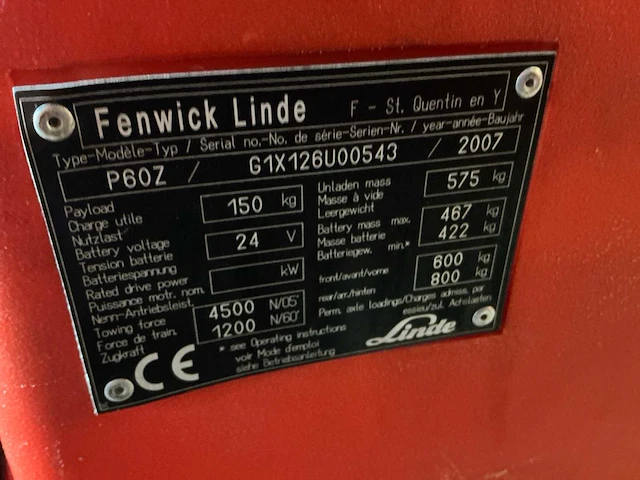 Fenwick Linde F - St. Quentin en Y
Type-Modèle-Typ / Serial no.-No. de série-Serien-Nr. / year-année-Baujahr
P60Z / G1X126U00543 / 2007
Payload
Charge utile
Nutzlast
150 kg
Battery voltage
Tension batterie
Batteriespannung
24 V
Rated drive power
Puissance motr. nom.
Nenn-Antriebsleist.
kW
Towing force
Force de train.
Zugkraft
4500 N/05'
1200 N/60'
Unladen mass
Masse à vide
Leergewicht
575 kg
Battery mass max.
Masse batterie
Batteriegew. min.*
467 kg
422 kg
front/avant/vorne
600 kg
800 kg
rear/arr./hinten
Perm. axle loadings/Charges admiss. par
essieu/zul. Achslasten
CE
* see Operating instructions
voir Mode d'emploi
siehe Betriebsanleitung
Linde